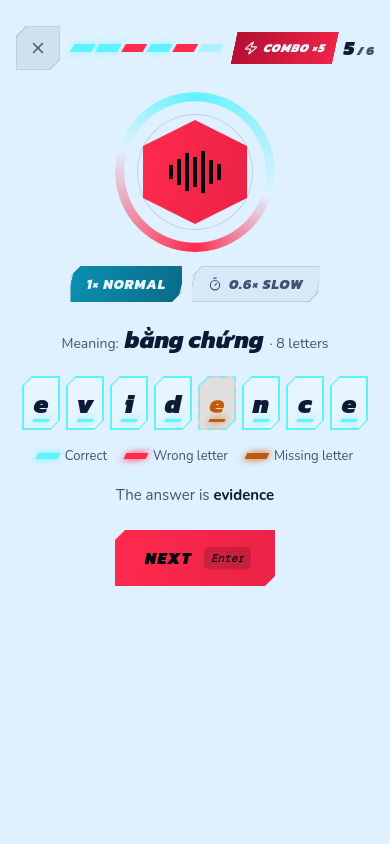 COMBO ×5 5 / 6
1× NORMAL 0.6× SLOW
Meaning: bằng chứng · 8 letters
e v i d e n c e
Correct Wrong letter Missing letter
The answer is evidence
NEXT Enter